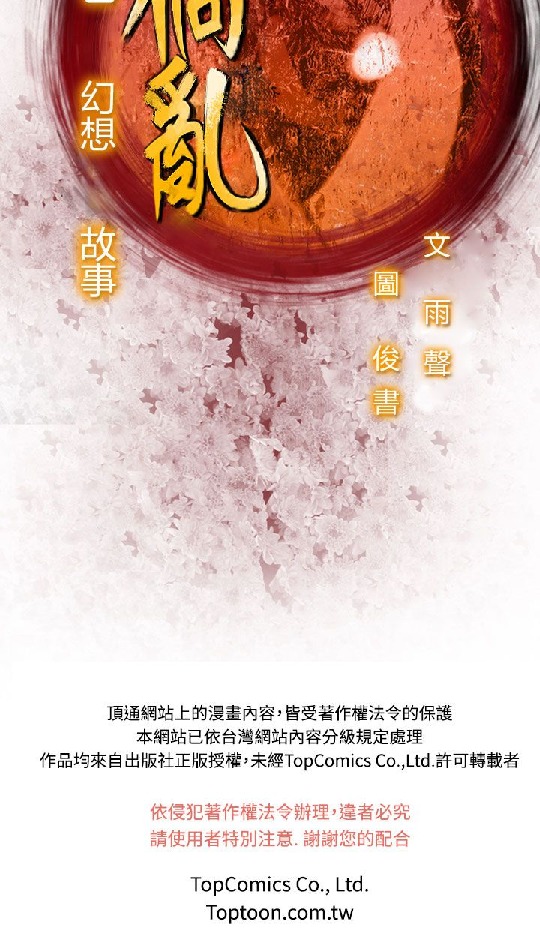 亂
幻想
故事
文 雨聲
圖 俊書
頂通網站上的漫畫內容,皆受著作權法令的保護
本網站已依台灣網站內容分級規定處理
作品均來自出版社正版授權,未經TopComics Co.,Ltd.許可轉載者
依侵犯著作權法令辦理,違者必究
請使用者特別注意. 謝謝您的配合
TopComics Co., Ltd.
Toptoon.com.tw